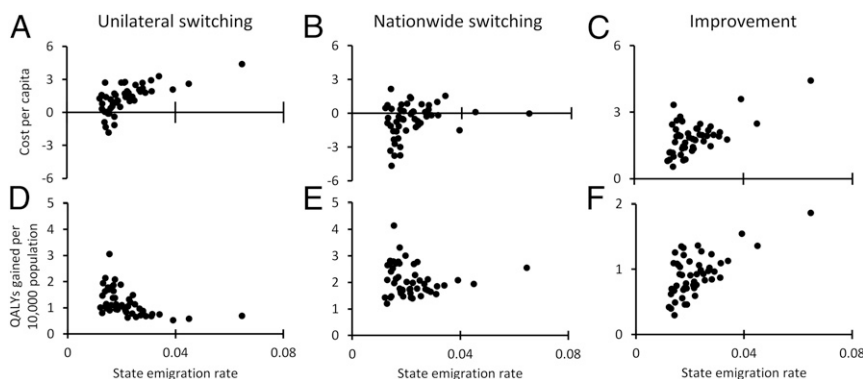 A Unilateral switching B Nationwide switching C Improvement
Cost per capita
6 6 6
3 3
0 0 3
-3 -3
-6 -6 0
D E F
QALYs gained per
10,000 population
5 5 2
4 4
3 3
2 2 1
1 1
0 0 0
0 0.04 0.08 0 0.04 0.08 0 0.04 0.08
State emigration rate State emigration rate State emigration rate